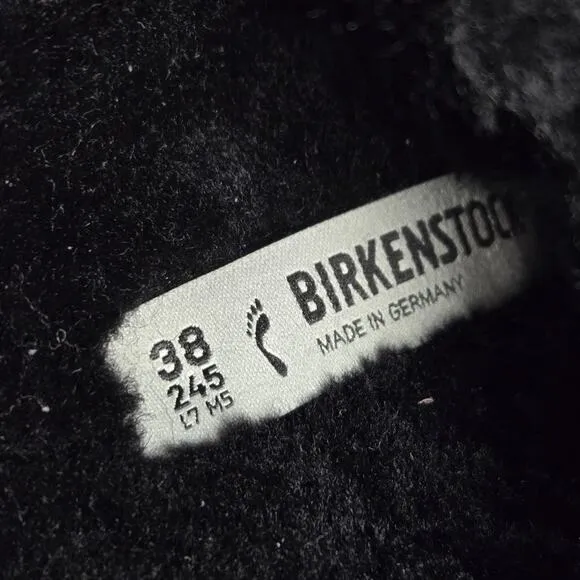 38
245
L7 M5
BIRKENSTOCK
MADE IN GERMANY